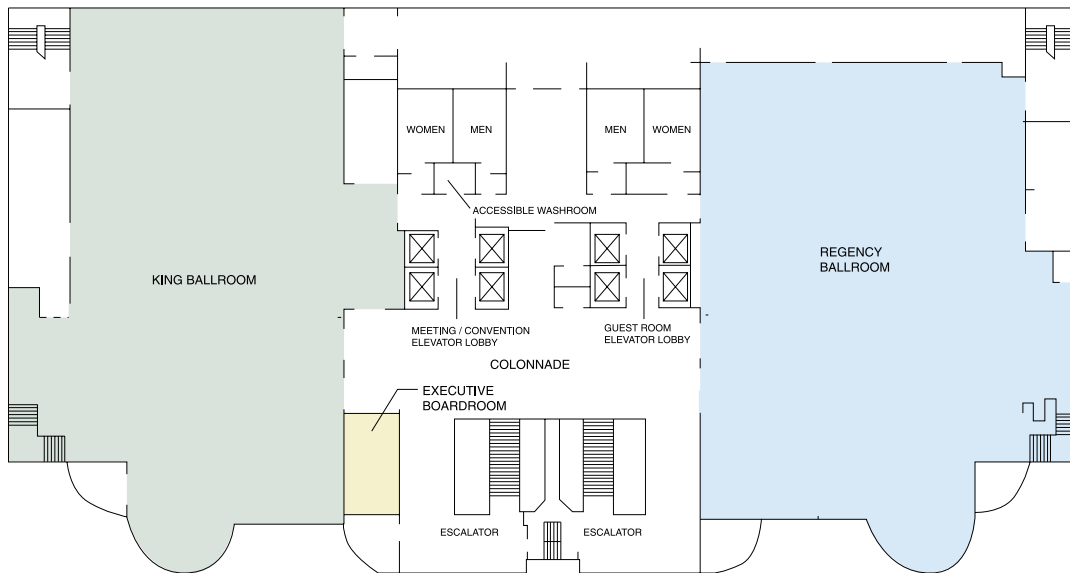 WOMEN
MEN
MEN
WOMEN
ACCESSIBLE WASHROOM
KING BALLROOM
REGENCY
BALLROOM
MEETING / CONVENTION
ELEVATOR LOBBY
GUEST ROOM
ELEVATOR LOBBY
COLONNADE
EXECUTIVE
BOARDROOM
ESCALATOR
ESCALATOR